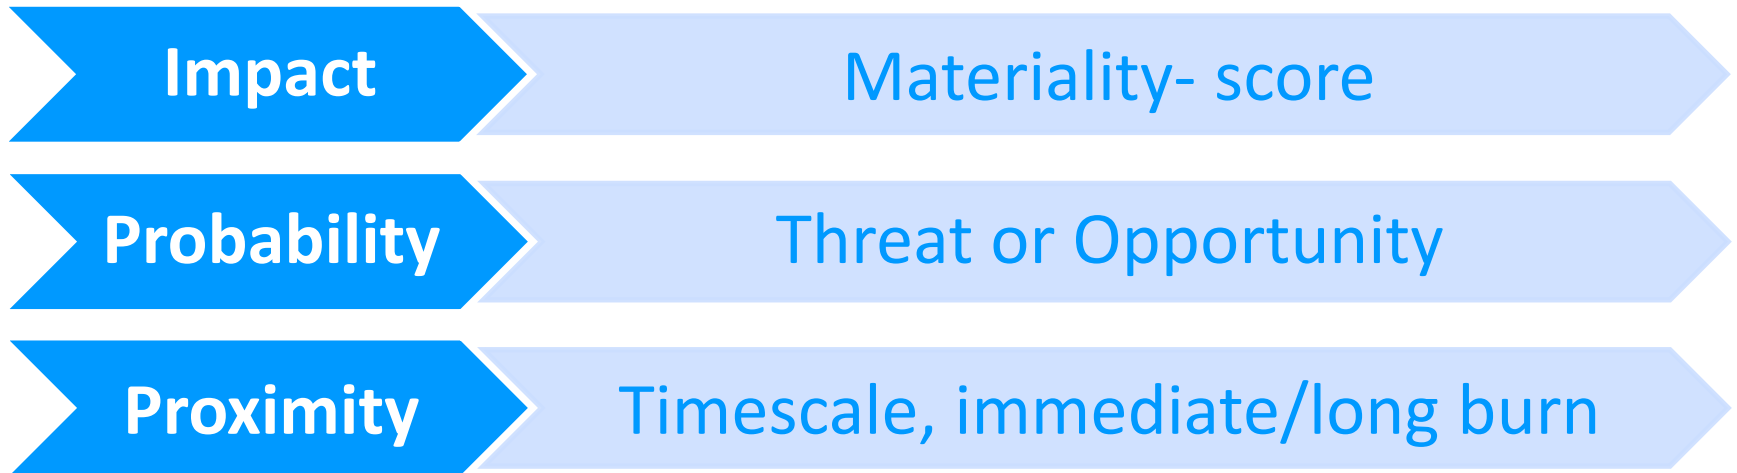 Impact
Materiality- score
Probability
Threat or Opportunity
Proximity
Timescale, immediate/long burn